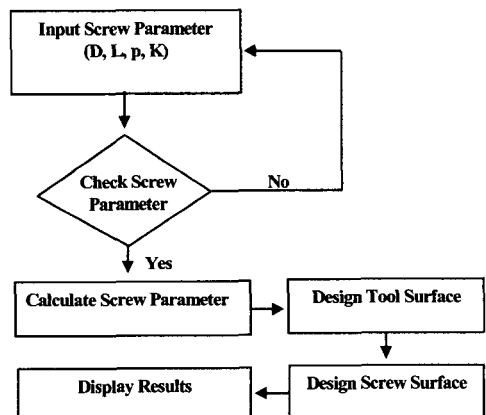 Input Screw Parameter
(D, L, p, K)
Check Screw
Parameter
No
Yes
Calculate Screw Parameter
Design Tool Surface
Design Screw Surface
Display Results